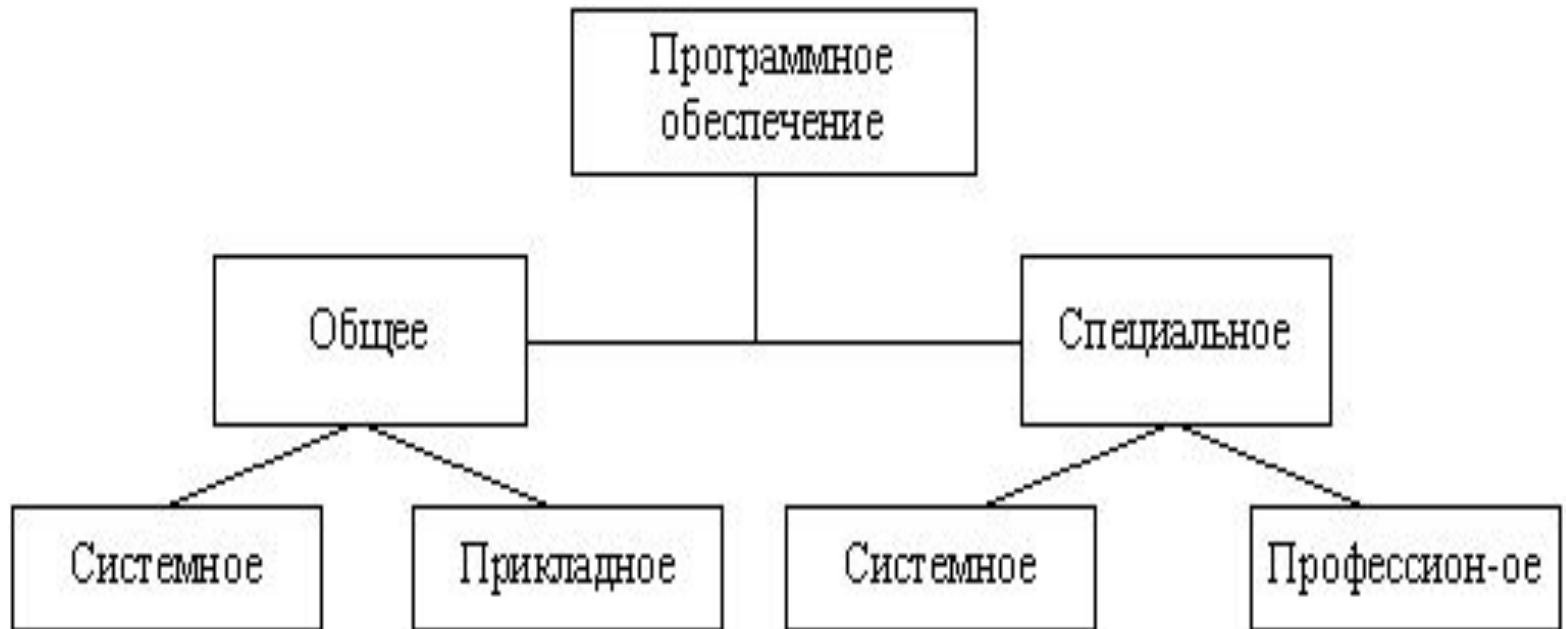 Программное
обеспечение
Общее
Специальное
Системное
Прикладное
Системное
Профессион-ое